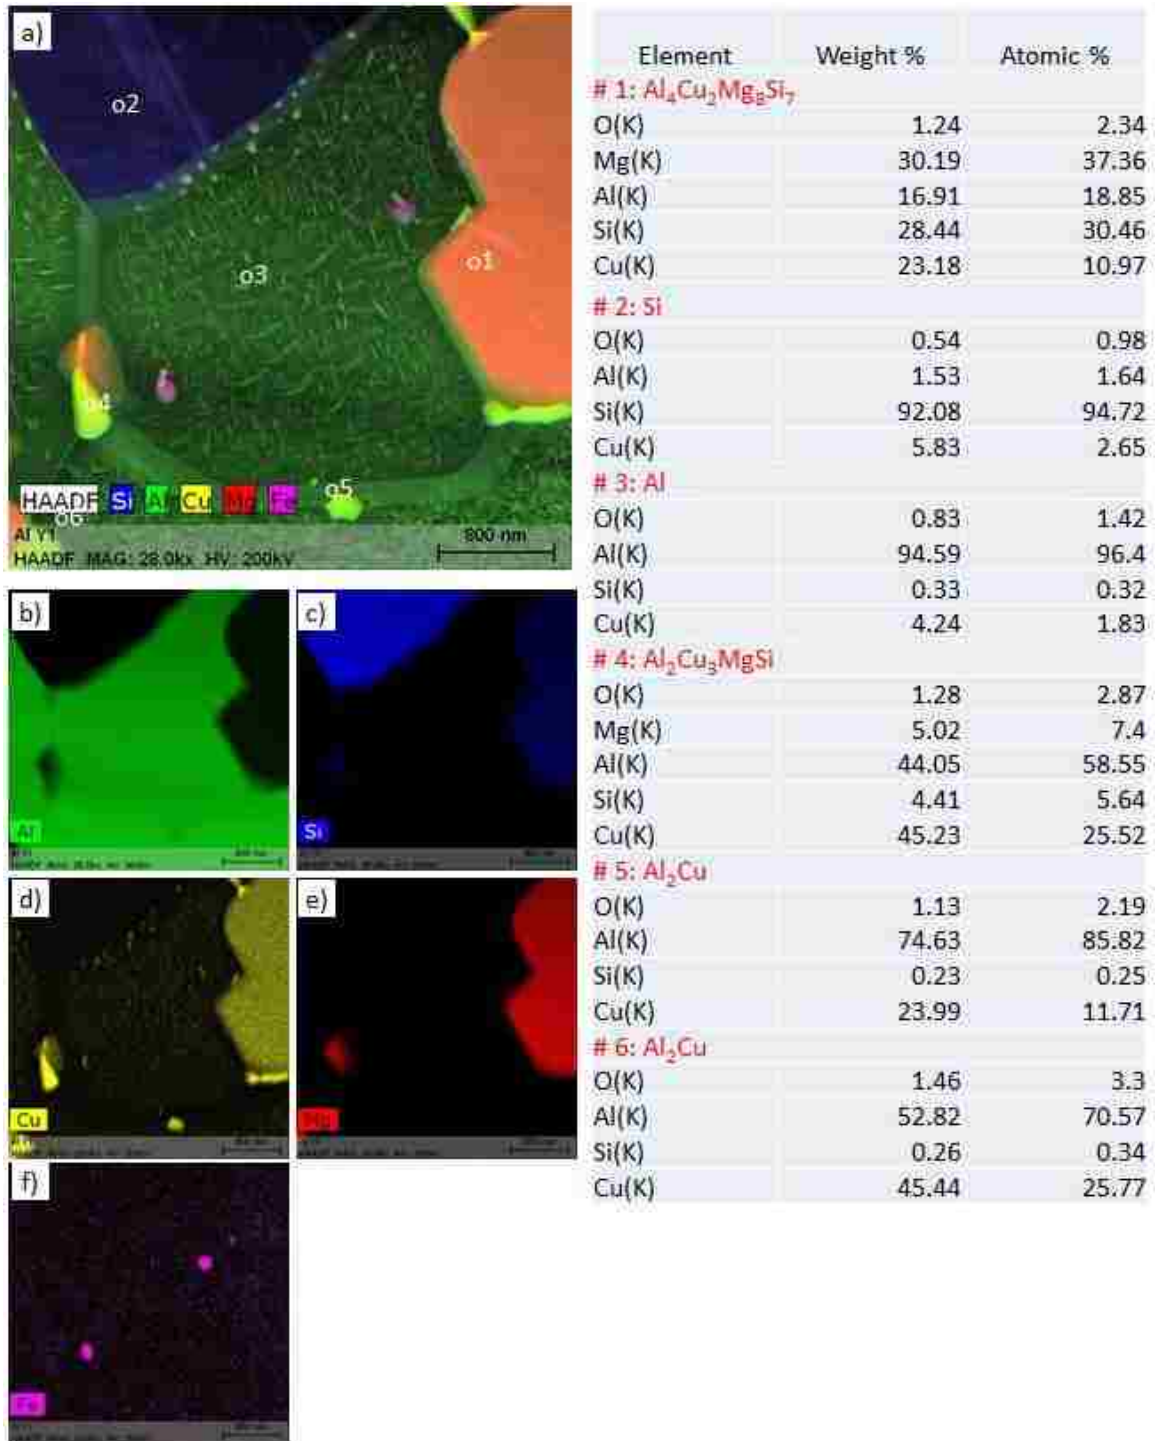 a)
o2
o1
o3
o4
o5
HAADF Si Al Cu Mg Fe
o6
Al Y1
800 nm
HAADF MAG: 28.0kx HV: 200kV
b)
Al
c)
Si
d)
Cu
e)
Mg
f)
Fe
Element Weight % Atomic %
# 1: Al₄Cu₂Mg₈Si₇
O(K) 1.24 2.34
Mg(K) 30.19 37.36
Al(K) 16.91 18.85
Si(K) 28.44 30.46
Cu(K) 23.18 10.97
# 2: Si
O(K) 0.54 0.98
Al(K) 1.53 1.64
Si(K) 92.08 94.72
Cu(K) 5.83 2.65
# 3: Al
O(K) 0.83 1.42
Al(K) 94.59 96.4
Si(K) 0.33 0.32
Cu(K) 4.24 1.83
# 4: Al₂Cu₃MgSi
O(K) 1.28 2.87
Mg(K) 5.02 7.4
Al(K) 44.05 58.55
Si(K) 4.41 5.64
Cu(K) 45.23 25.52
# 5: Al₂Cu
O(K) 1.13 2.19
Al(K) 74.63 85.82
Si(K) 0.23 0.25
Cu(K) 23.99 11.71
# 6: Al₂Cu
O(K) 1.46 3.3
Al(K) 52.82 70.57
Si(K) 0.26 0.34
Cu(K) 45.44 25.77